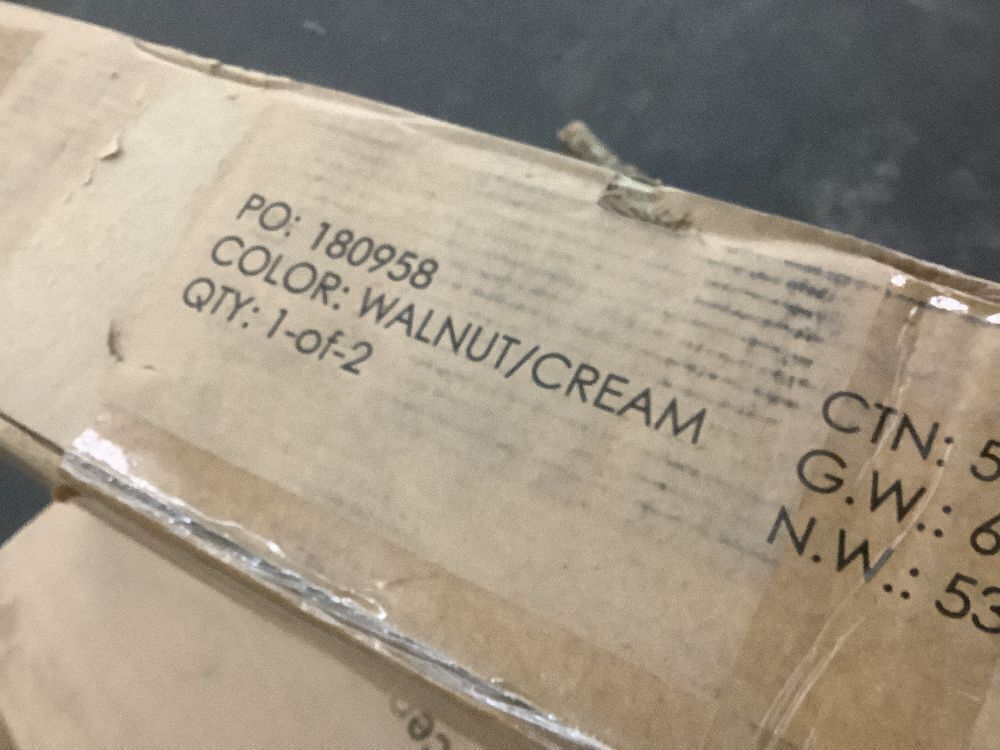 PO: 180958
COLOR: WALNUT/CREAM
QTY: 1-of-2
CTN: 5
G.W.: 6
N.W.: 53